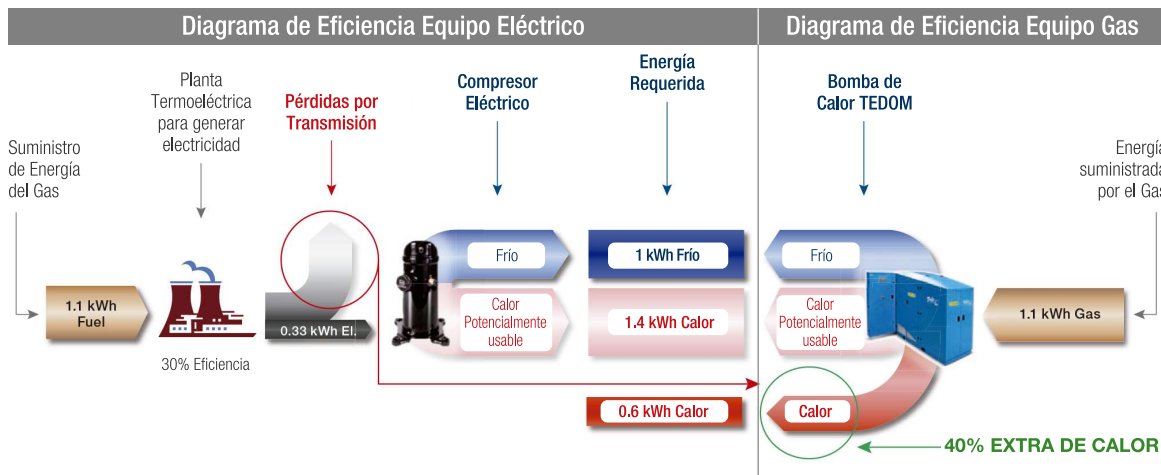 Diagrama de Eficiencia Equipo Eléctrico
Diagrama de Eficiencia Equipo Gas
Suministro
de Energía
del Gas
Planta
Termoeléctrica
para generar
electricidad
Pérdidas por
Transmisión
Compresor
Eléctrico
Energía
Requerida
Bomba de
Calor TEDOM
Energía
suministrada
por el Gas
1.1 kWh
Fuel
30% Eficiencia
0.33 kWh El.
Frío
Calor
Potencialmente
usable
1 kWh Frío
1.4 kWh Calor
0.6 kWh Calor
Frío
Calor
Potencialmente
usable
Calor
1.1 kWh Gas
40% EXTRA DE CALOR